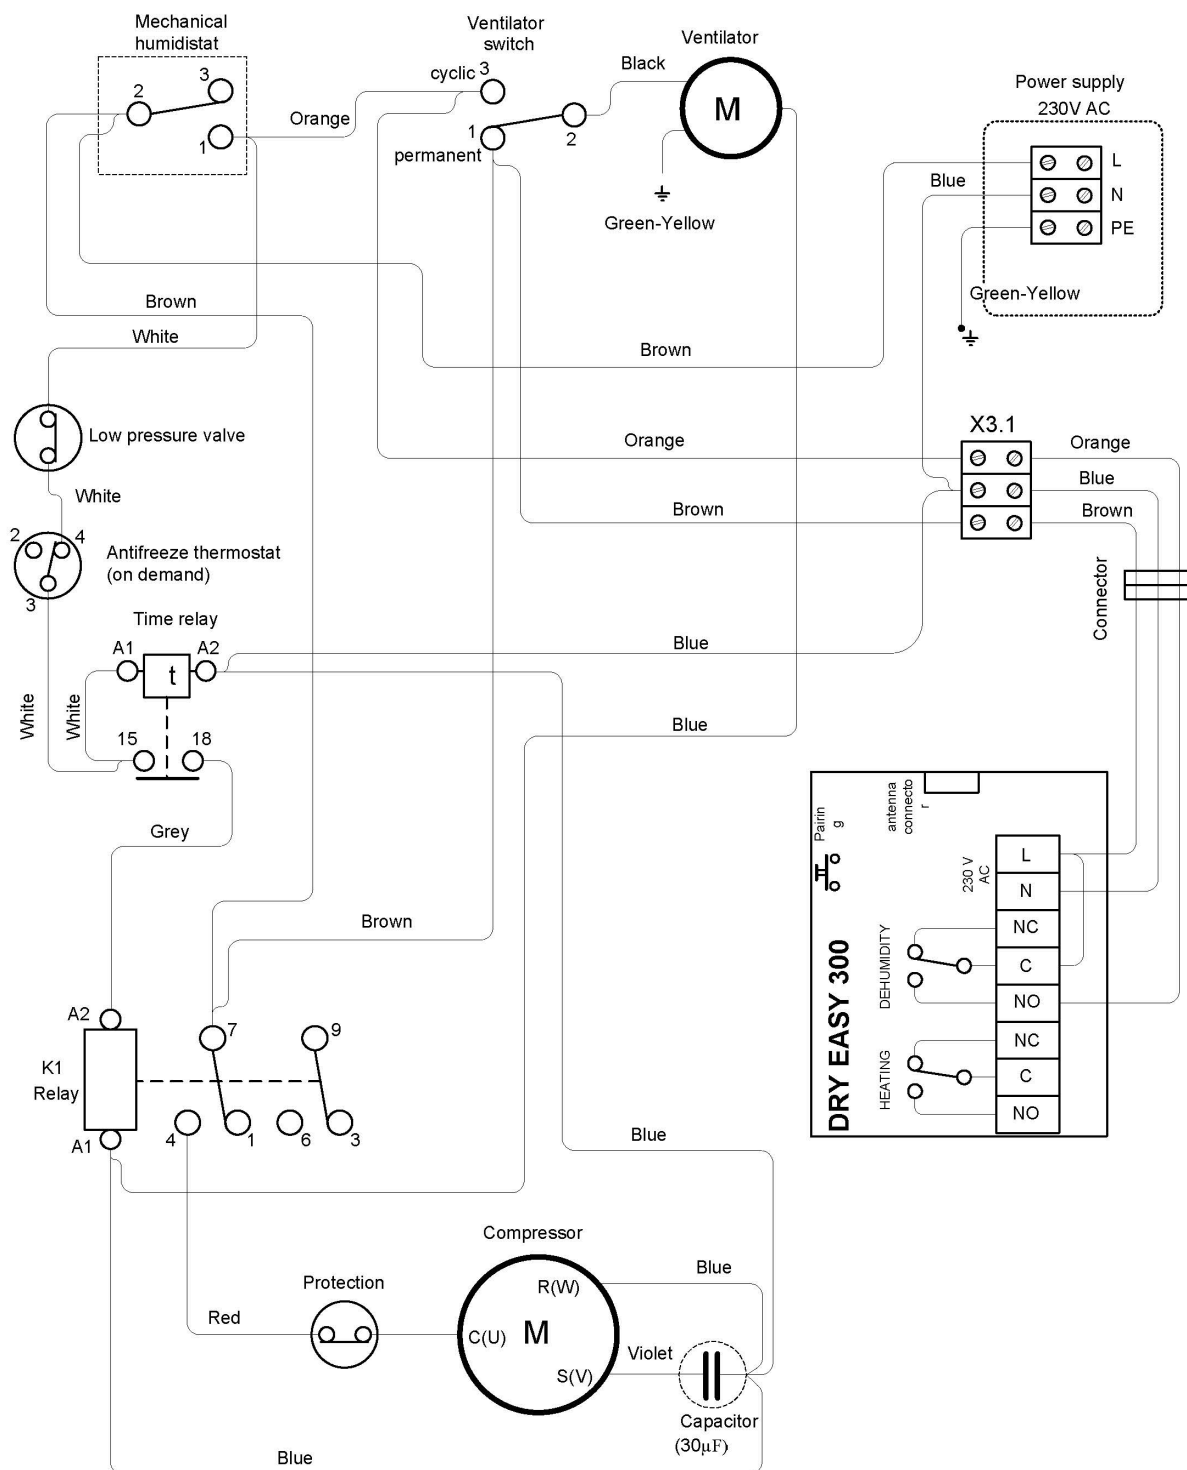 Mechanical
humidistat
Ventilator
switch
Ventilator
Power supply
230V AC
3
2
1
Orange
cyclic 3
1
permanent
2
Black
M
Green-Yellow
Blue
L
N
PE
Green-Yellow
Brown
White
Brown
Low pressure valve
Orange
X3.1
Orange
Blue
Brown
White
Brown
2
4
3
Antifreeze thermostat
(on demand)
Connector
Time relay
A1
A2
t
Blue
White
White
15
18
Blue
Grey
Pairin
g
antenna
connecto
r
230 V
AC
L
N
NC
C
NO
NC
C
NO
DEHUMIDITY
HEATING
DRY EASY 300
Brown
A2
K1
Relay
A1
7
9
4
1
6
3
Blue
Compressor
Protection
R(W)
Blue
Red
C(U)
M
S(V)
Violet
Capacitor
(30µF)
Blue